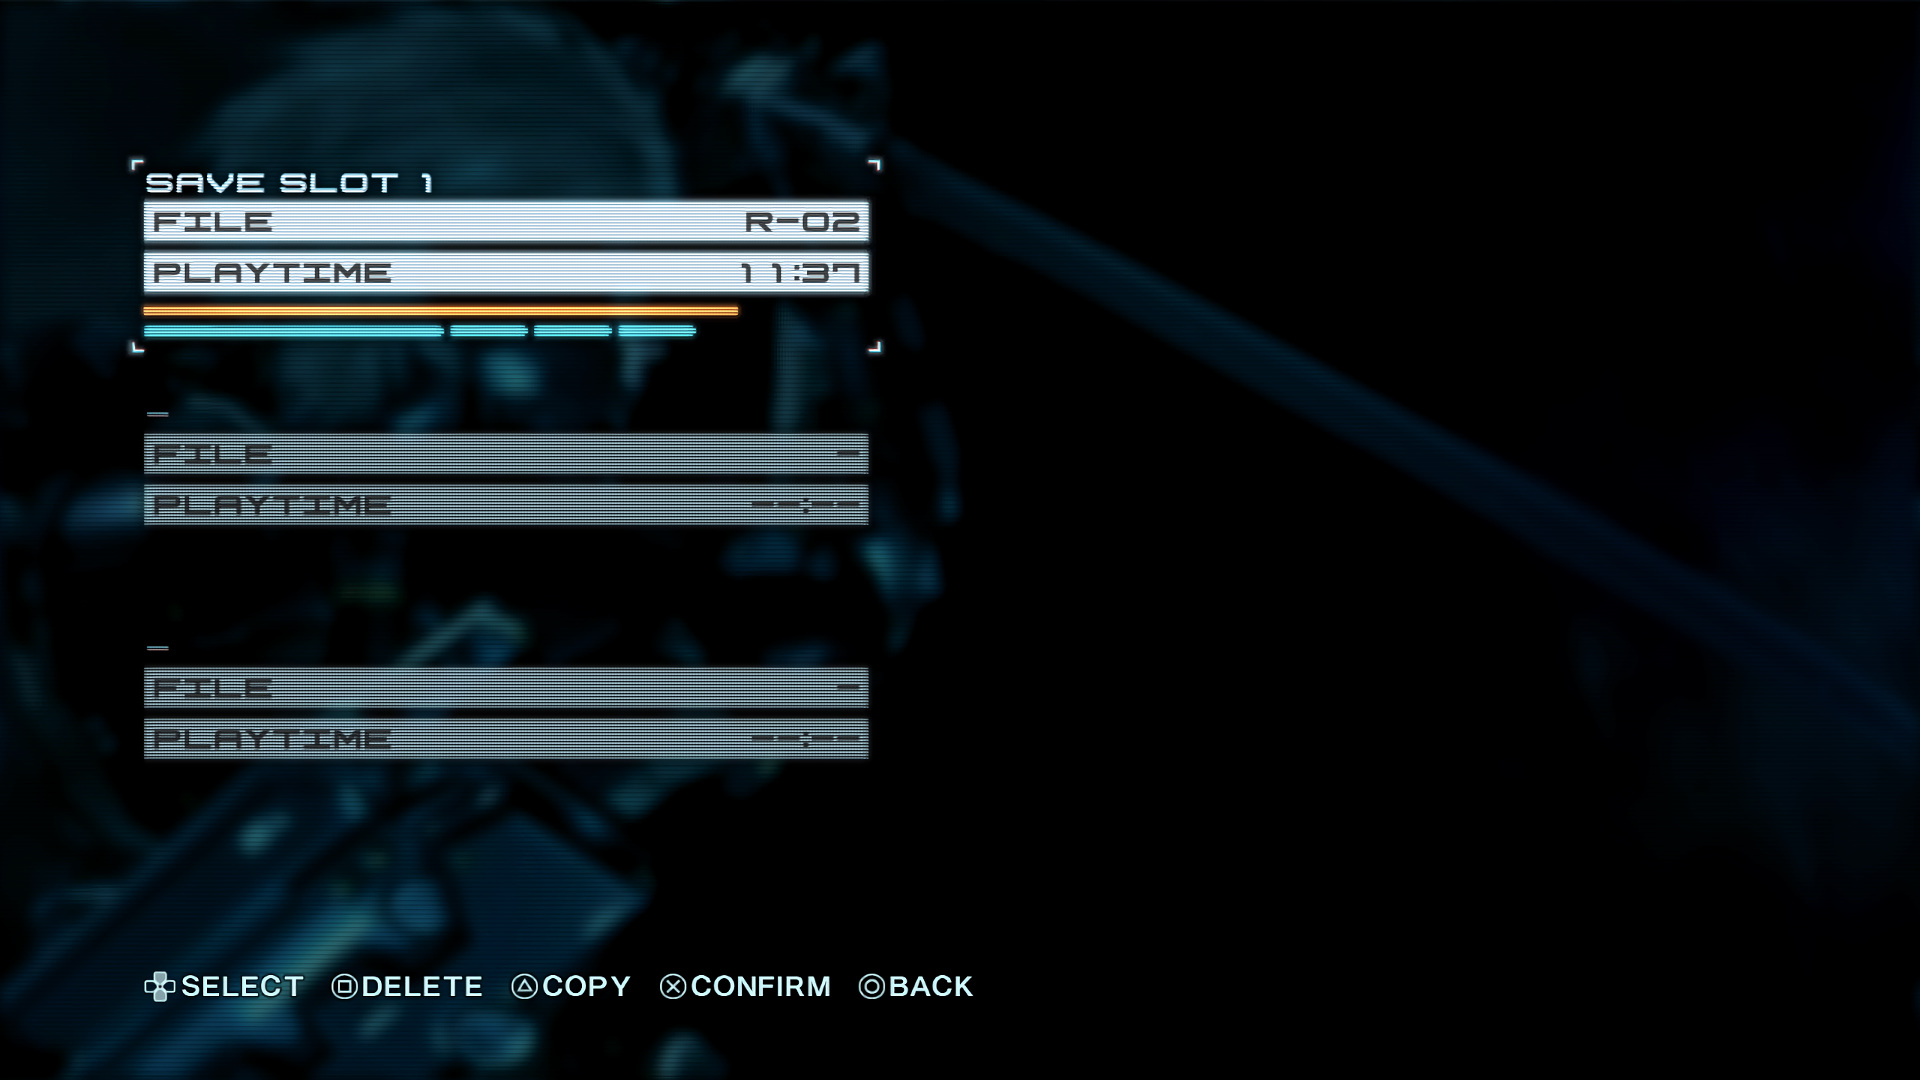 SAVE SLOT 1
FILE R-02
PLAYTIME 11:37
-
FILE -
PLAYTIME --:--
-
FILE -
PLAYTIME --:--
SELECT DELETE COPY CONFIRM BACK